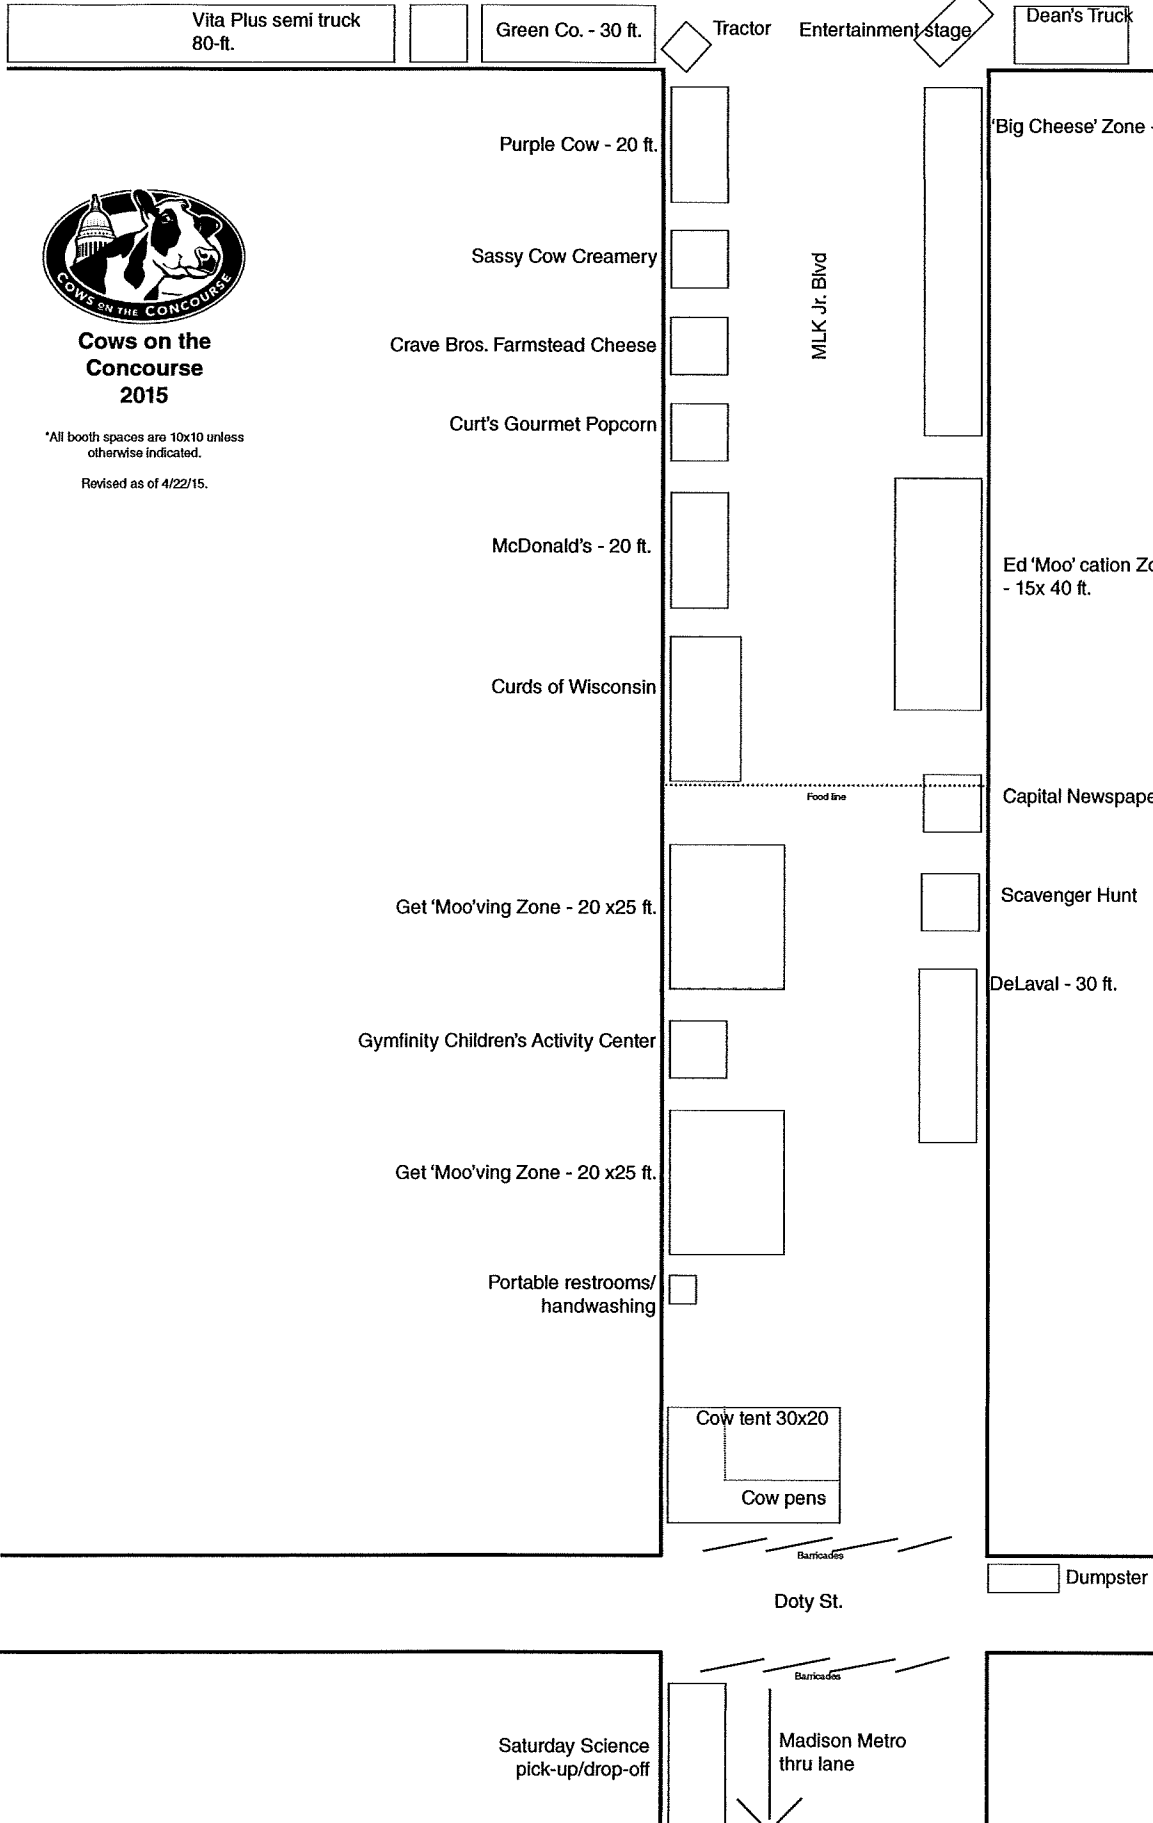 Vita Plus semi truck
80-ft.
Green Co. - 30 ft.
Tractor
Entertainment stage
Dean's Truck
Purple Cow - 20 ft.
'Big Cheese' Zone -
Sassy Cow Creamery
MLK Jr. Blvd
COWS ON THE CONCOURSE
Cows on the
Concourse
2015
Crave Bros. Farmstead Cheese
Curt's Gourmet Popcorn
*All booth spaces are 10x10 unless
otherwise indicated.
Revised as of 4/22/15.
McDonald's - 20 ft.
Ed 'Moo' cation Zo
- 15x 40 ft.
Curds of Wisconsin
Food line
Capital Newspape
Get 'Moo'ving Zone - 20 x25 ft.
Scavenger Hunt
DeLaval - 30 ft.
Gymfinity Children's Activity Center
Get 'Moo'ving Zone - 20 x25 ft.
Portable restrooms/
handwashing
Cow tent 30x20
Cow pens
Barricades
Dumpster
Doty St.
Barricades
Saturday Science
pick-up/drop-off
Madison Metro
thru lane